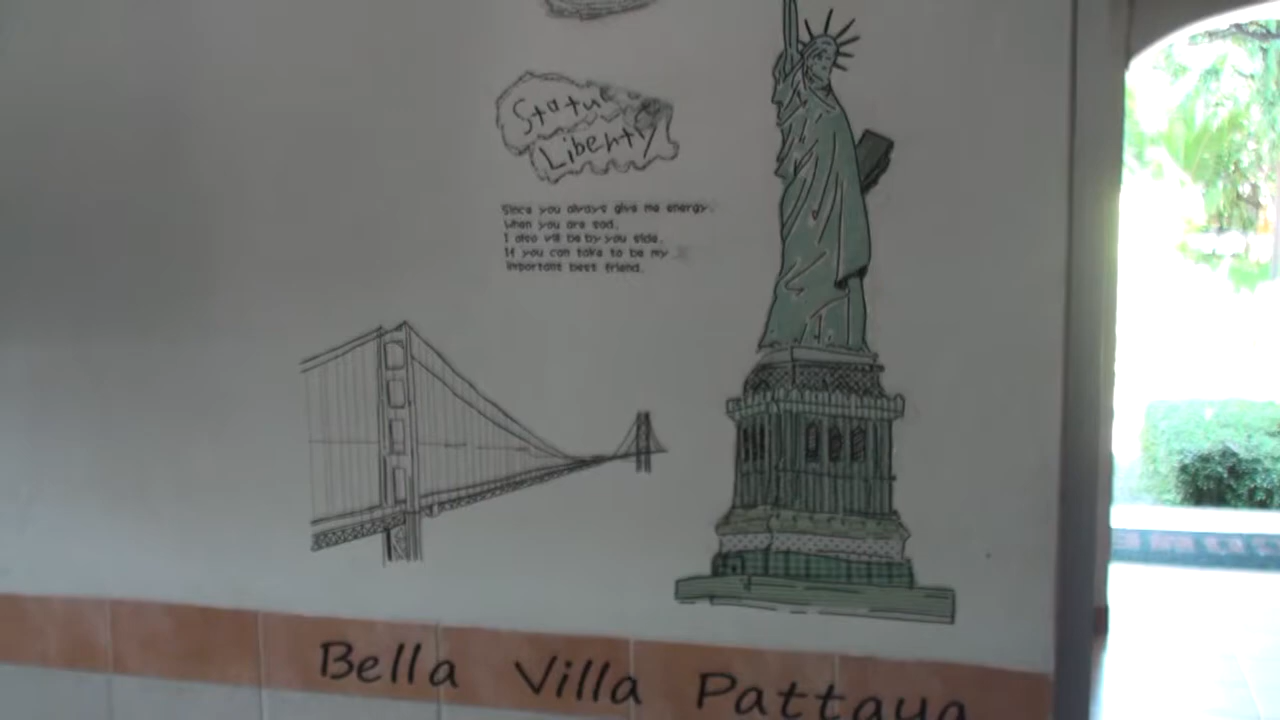 Statu
Liberty
Since you always give me energy.
When you are sad.
I also will be by you side.
If you can take to be my
important best friend.
Bella Villa Pattaya